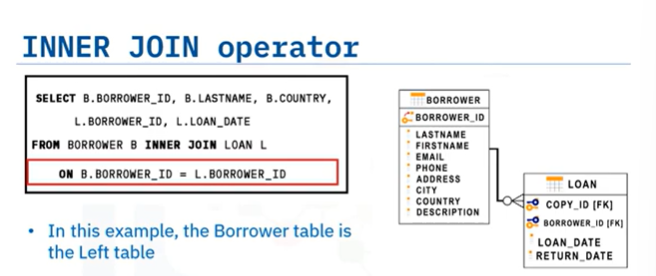 INNER JOIN operator
SELECT B.BORROWER_ID, B.LASTNAME, B.COUNTRY,
L.BORROWER_ID, L.LOAN_DATE
FROM BORROWER B INNER JOIN LOAN L
ON B.BORROWER_ID = L.BORROWER_ID
• In this example, the Borrower table is
the Left table
BORROWER
BORROWER_ID
* LASTNAME
* FIRSTNAME
* EMAIL
* PHONE
* ADDRESS
* CITY
* COUNTRY
* DESCRIPTION
LOAN
COPY_ID [FK]
BORROWER_ID [FK]
* LOAN_DATE
* RETURN_DATE